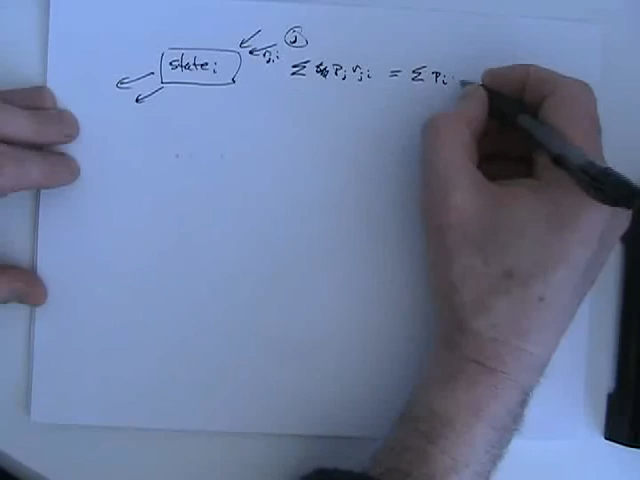 j
state i r_ji
∑ P_j r_ji = ∑ P_i